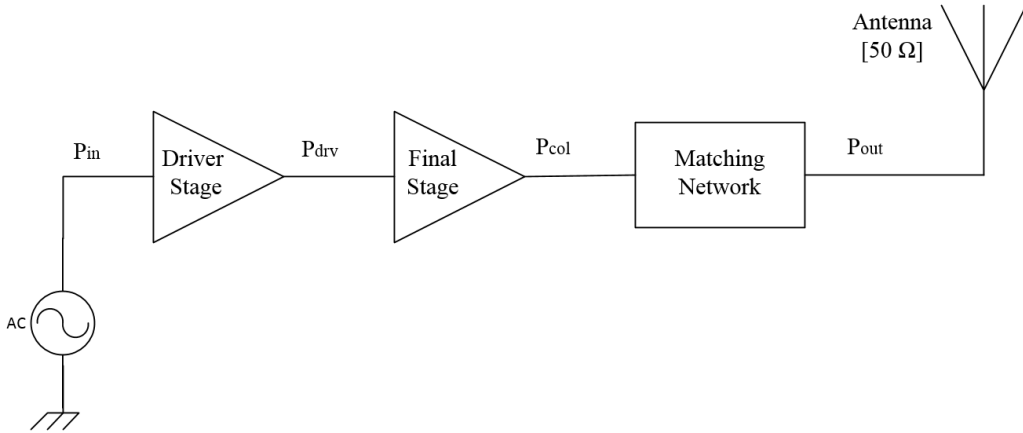 Antenna
[50 Ω]
Pin
Driver
Stage
Pdrv
Final
Stage
Pcol
Matching
Network
Pout
AC